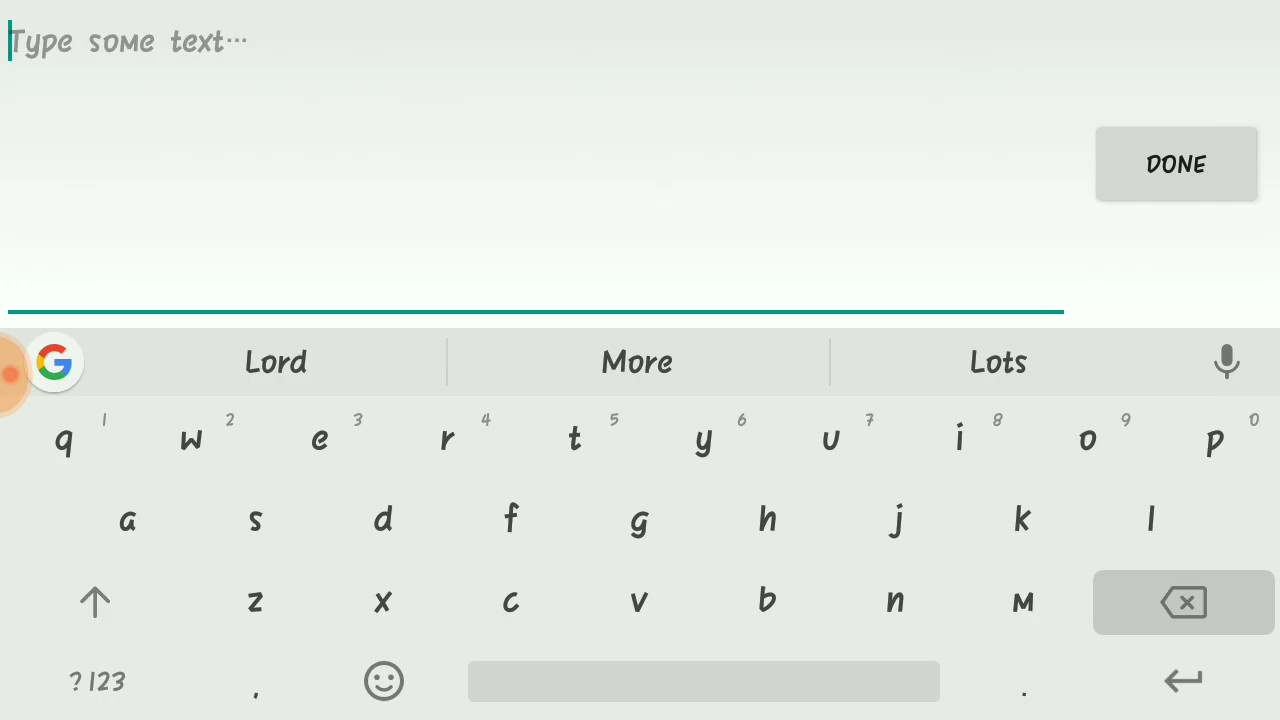 Type some text...
DONE
Lord More Lots
1 2 3 4 5 6 7 8 9 0
q w e r t y u i o p
a s d f g h j k l
z x c v b n m
?123 , .